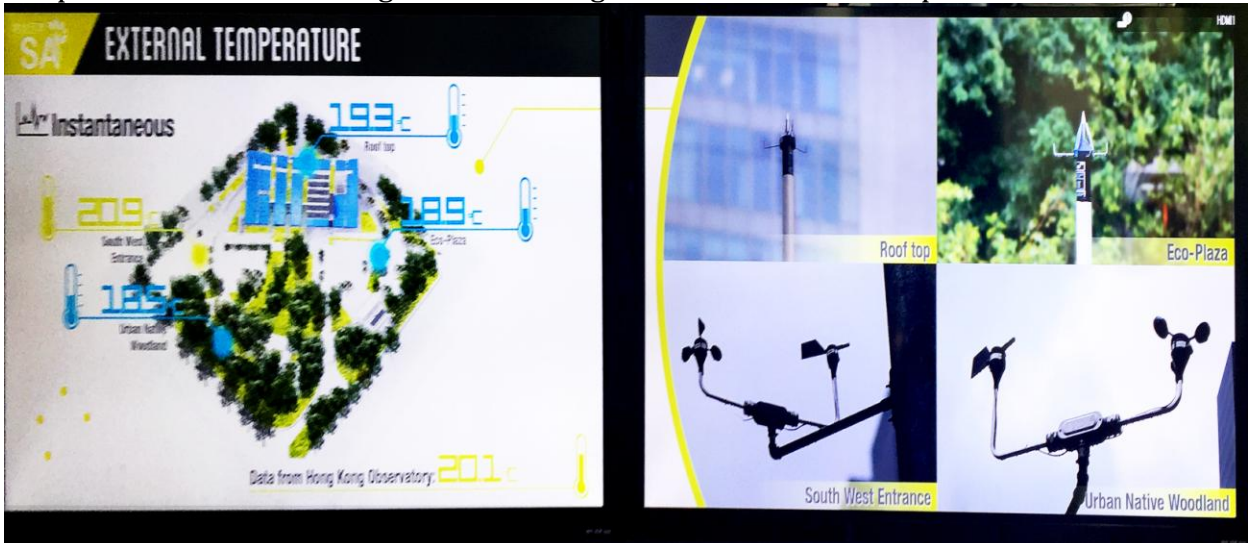 SA
EXTERNAL TEMPERATURE
Instantaneous
19.3°C
Roof top
20.9°C
South West
Entrance
18.9°C
Eco-Plaza
18.5°C
Urban Native
Woodland
Data from Hong Kong Observatory: 20.1°C
HDMI1
Roof top
Eco-Plaza
South West Entrance
Urban Native Woodland